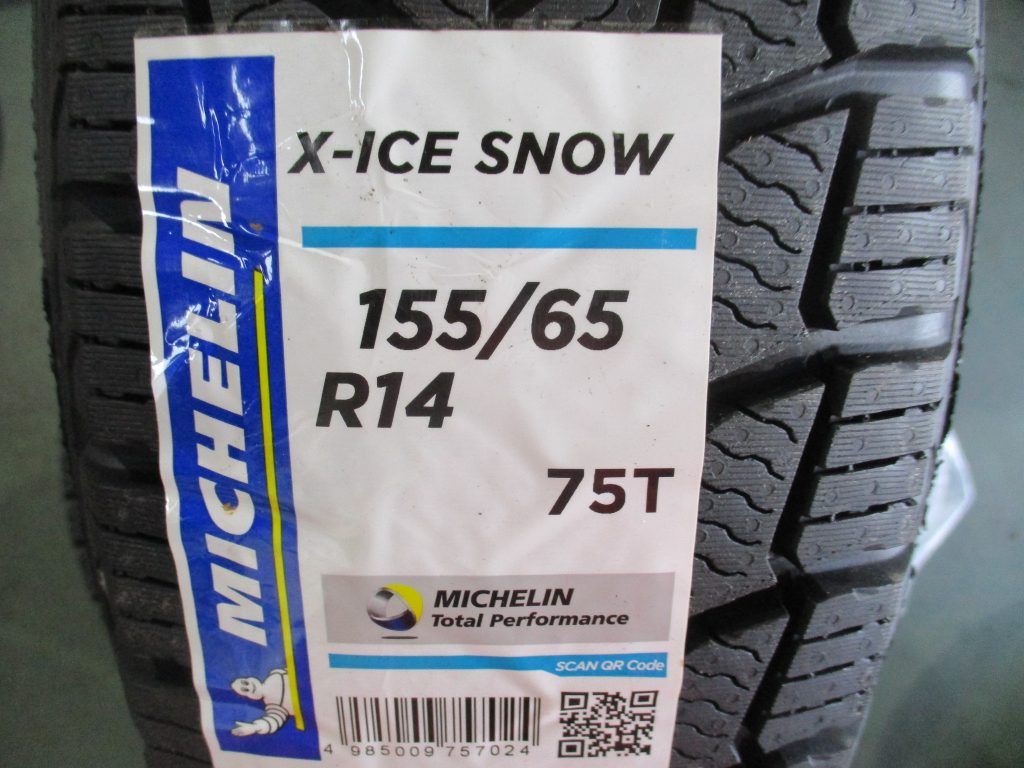 MICHELIN
X-ICE SNOW
155/65
R14
75T
MICHELIN
Total Performance
SCAN QR Code
4 985009 757024